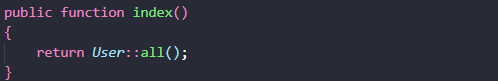 public function index()
{
    return User::all();
}